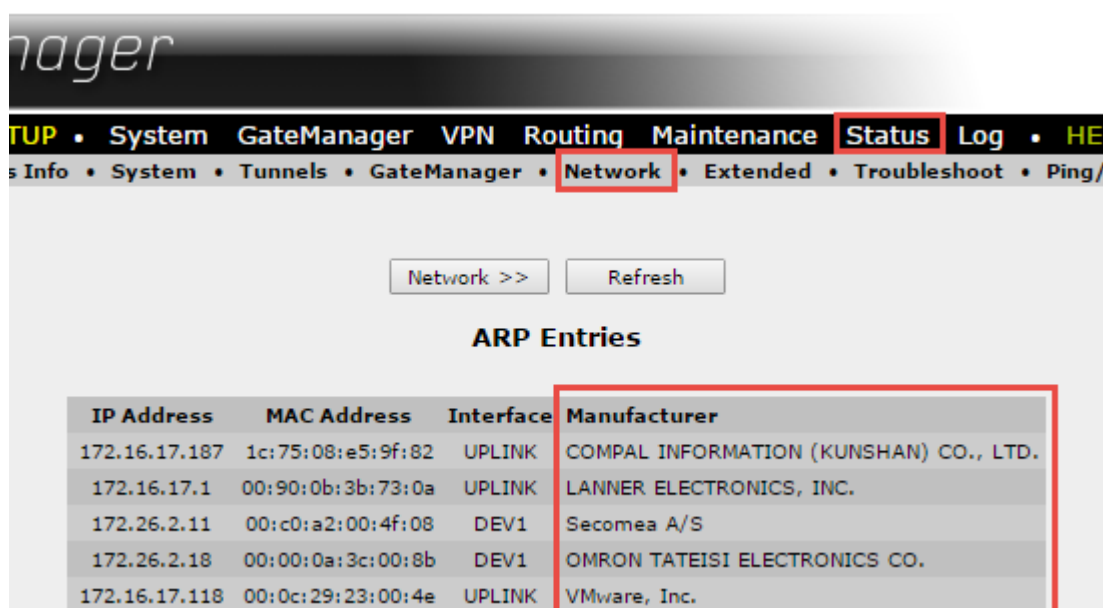 nager
TUP • System GateManager VPN Routing Maintenance Status Log • HE
s Info • System • Tunnels • GateManager • Network • Extended • Troubleshoot • Ping/
Network >> Refresh
ARP Entries
IP Address MAC Address Interface Manufacturer
172.16.17.187 1c:75:08:e5:9f:82 UPLINK COMPAL INFORMATION (KUNSHAN) CO., LTD.
172.16.17.1 00:90:0b:3b:73:0a UPLINK LANNER ELECTRONICS, INC.
172.26.2.11 00:c0:a2:00:4f:08 DEV1 Secomea A/S
172.26.2.18 00:00:0a:3c:00:8b DEV1 OMRON TATEISI ELECTRONICS CO.
172.16.17.118 00:0c:29:23:00:4e UPLINK VMware, Inc.